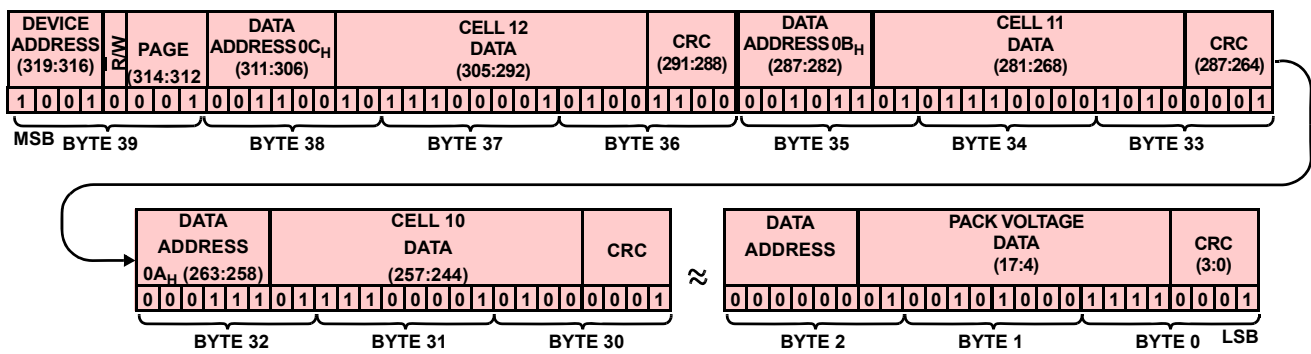 DEVICE
ADDRESS
(319:316)
R/W
PAGE
(314:312
DATA
ADDRESS 0CH
(311:306)
CELL 12
DATA
(305:292)
CRC
(291:288)
DATA
ADDRESS 0BH
(287:282)
CELL 11
DATA
(281:268)
CRC
(287:264)
1 0 0 1 0 0 0 1 0 0 1 1 0 0 1 0 1 1 1 0 0 0 0 1 0 1 0 0 1 1 0 0 0 0 1 0 1 1 0 1 0 1 1 1 0 0 0 0 1 0 1 0 0 0 0 1
MSB BYTE 39 BYTE 38 BYTE 37 BYTE 36 BYTE 35 BYTE 34 BYTE 33
DATA
ADDRESS
0AH (263:258)
CELL 10
DATA
(257:244)
CRC
≈
DATA
ADDRESS
PACK VOLTAGE
DATA
(17:4)
CRC
(3:0)
0 0 0 1 1 1 0 1 1 1 1 0 0 0 0 1 0 1 0 0 0 0 0 1
0 0 0 0 0 0 0 1 0 0 1 0 1 0 0 0 1 1 1 1 0 0 0 1
BYTE 32 BYTE 31 BYTE 30
BYTE 2 BYTE 1 BYTE 0 LSB